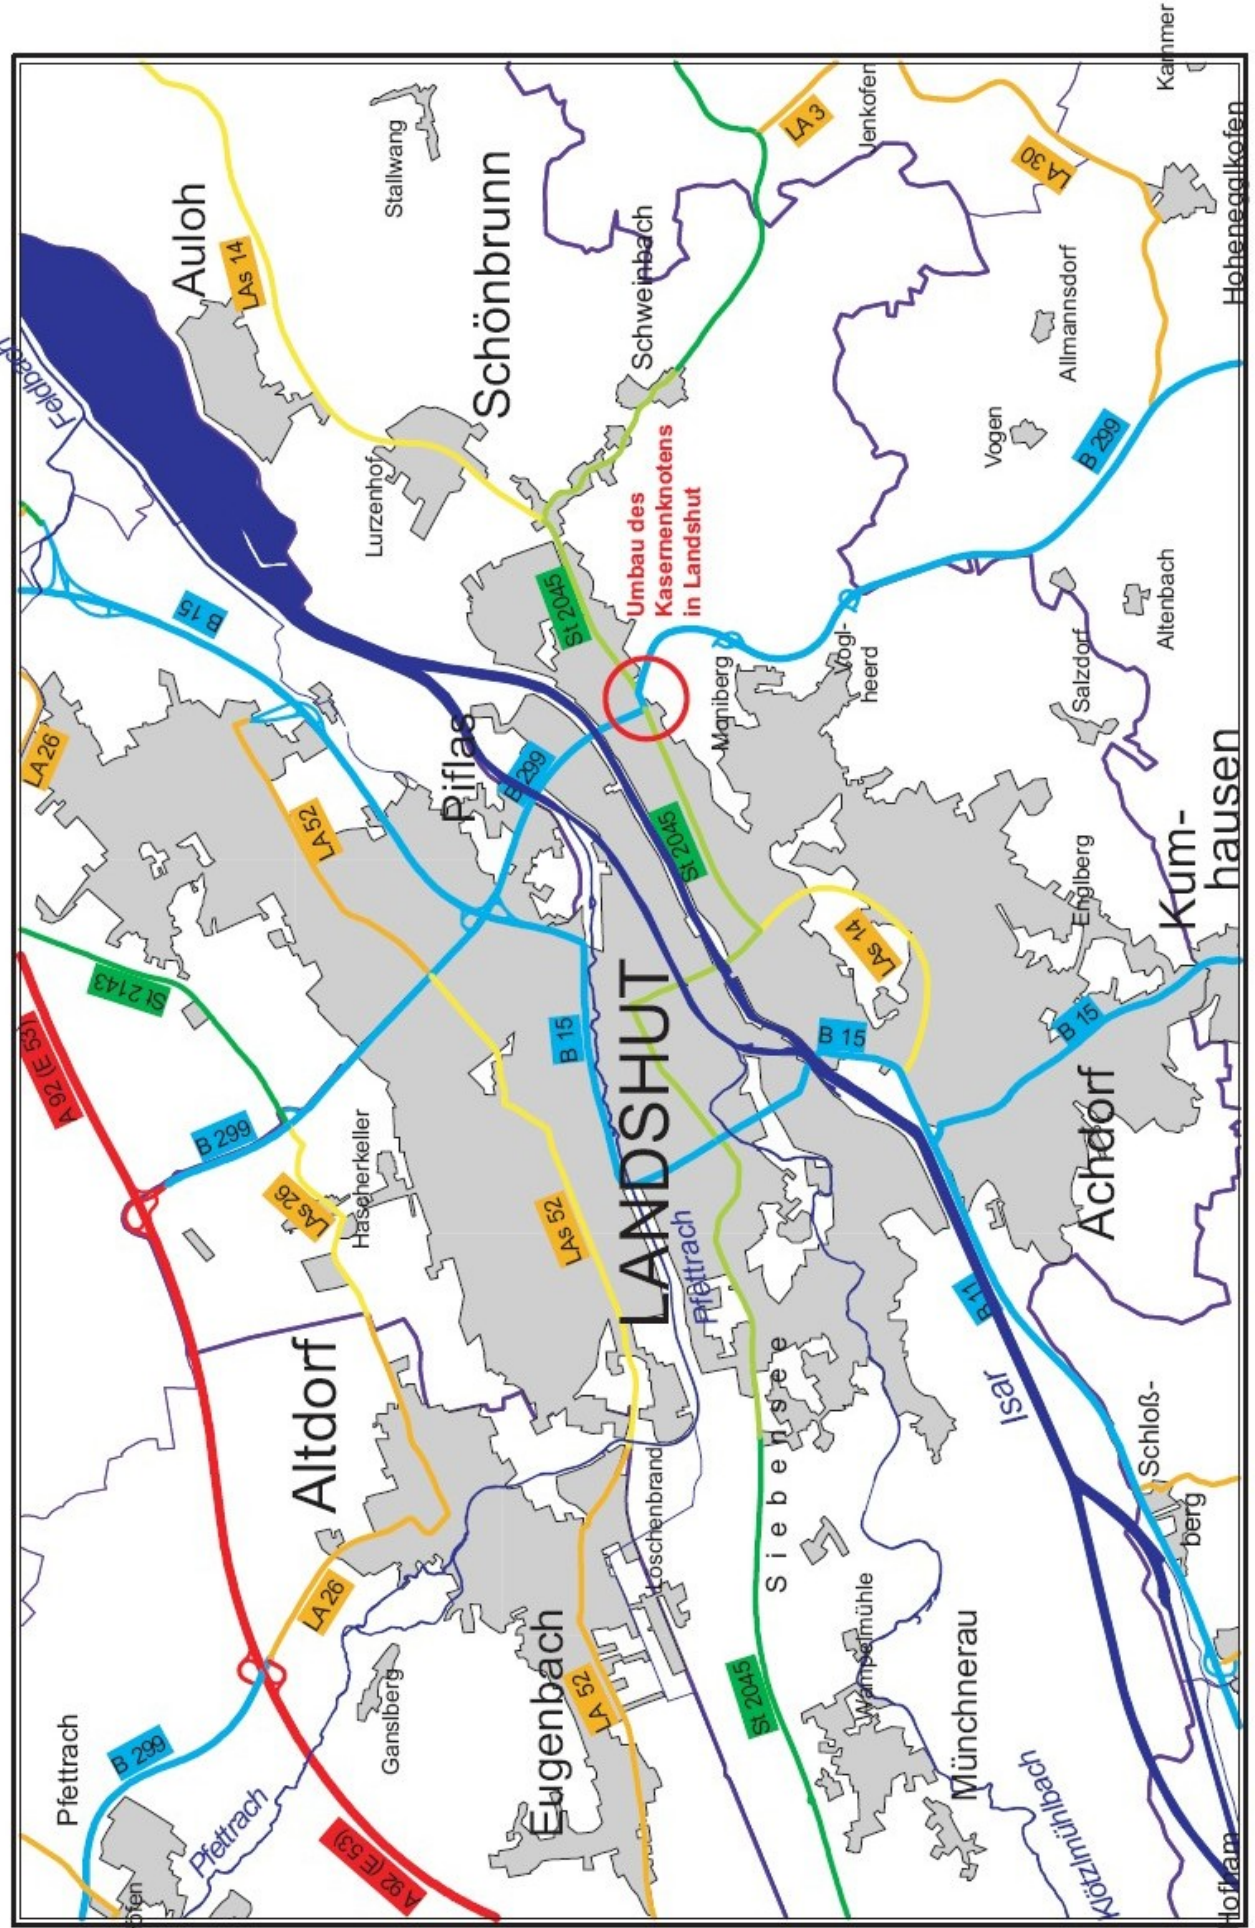 Pfettrach
B 299
Pfettrach
A 92 (E 53)
LA 26
Ganslberg
Eugenbach
LA 52
St 2045
Wampelmühle
Münchnerau
Klötzlmühlbach
Hofham
Altdorf
Loschenbrand
Siebensee
Isar
Schloß-
berg
A 92 (E 53)
St 2143
B 299
LAs 26
Hascherkeller
LAs 52
LANDSHUT
Pfettrach
B 15
B 11
Achdorf
B 15
LAs 14
B 15
LA 26
LA 52
Piflas
B 299
St 2045
Moniberg
Englberg
Kum-
hausen
B 15
St 2045
Umbau des
Kasernenknotens
in Landshut
Vogl-
heerd
Salzdorf
Altenbach
Feldbach
Auloh
LAs 14
Lurzenhof
Schönbrunn
Stallwang
Schweinbach
Vogen
B 299
Allmannsdorf
Hohenegglkofen
LA 3
Jenkofen
LA 30
Kammer